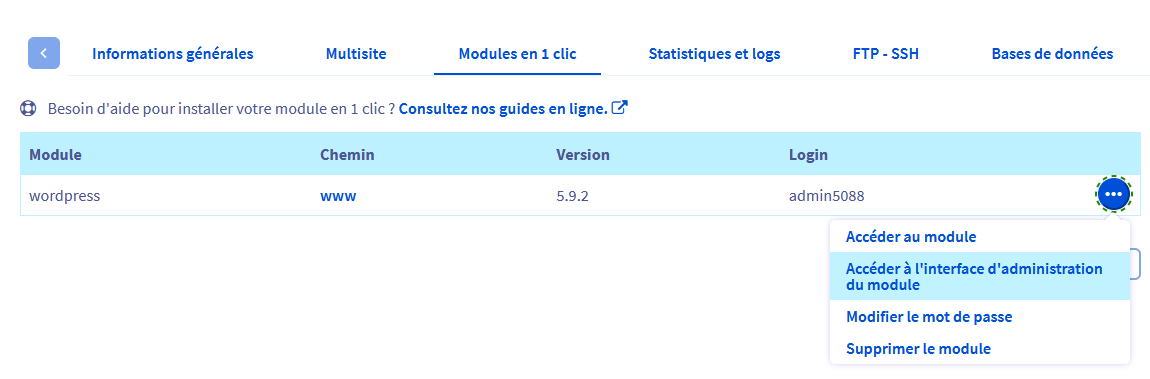 Informations générales Multisite Modules en 1 clic Statistiques et logs FTP - SSH Bases de données
Besoin d'aide pour installer votre module en 1 clic ? Consultez nos guides en ligne.
Module Chemin Version Login
wordpress www 5.9.2 admin5088
Accéder au module
Accéder à l'interface d'administration
du module
Modifier le mot de passe
Supprimer le module